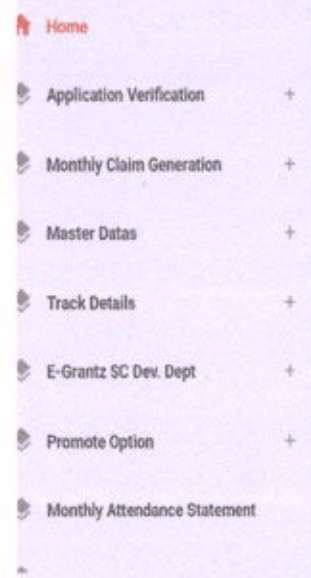 Home
Application Verification +
Monthly Claim Generation +
Master Datas +
Track Details +
E-Grantz SC Dev. Dept +
Promote Option +
Monthly Attendance Statement